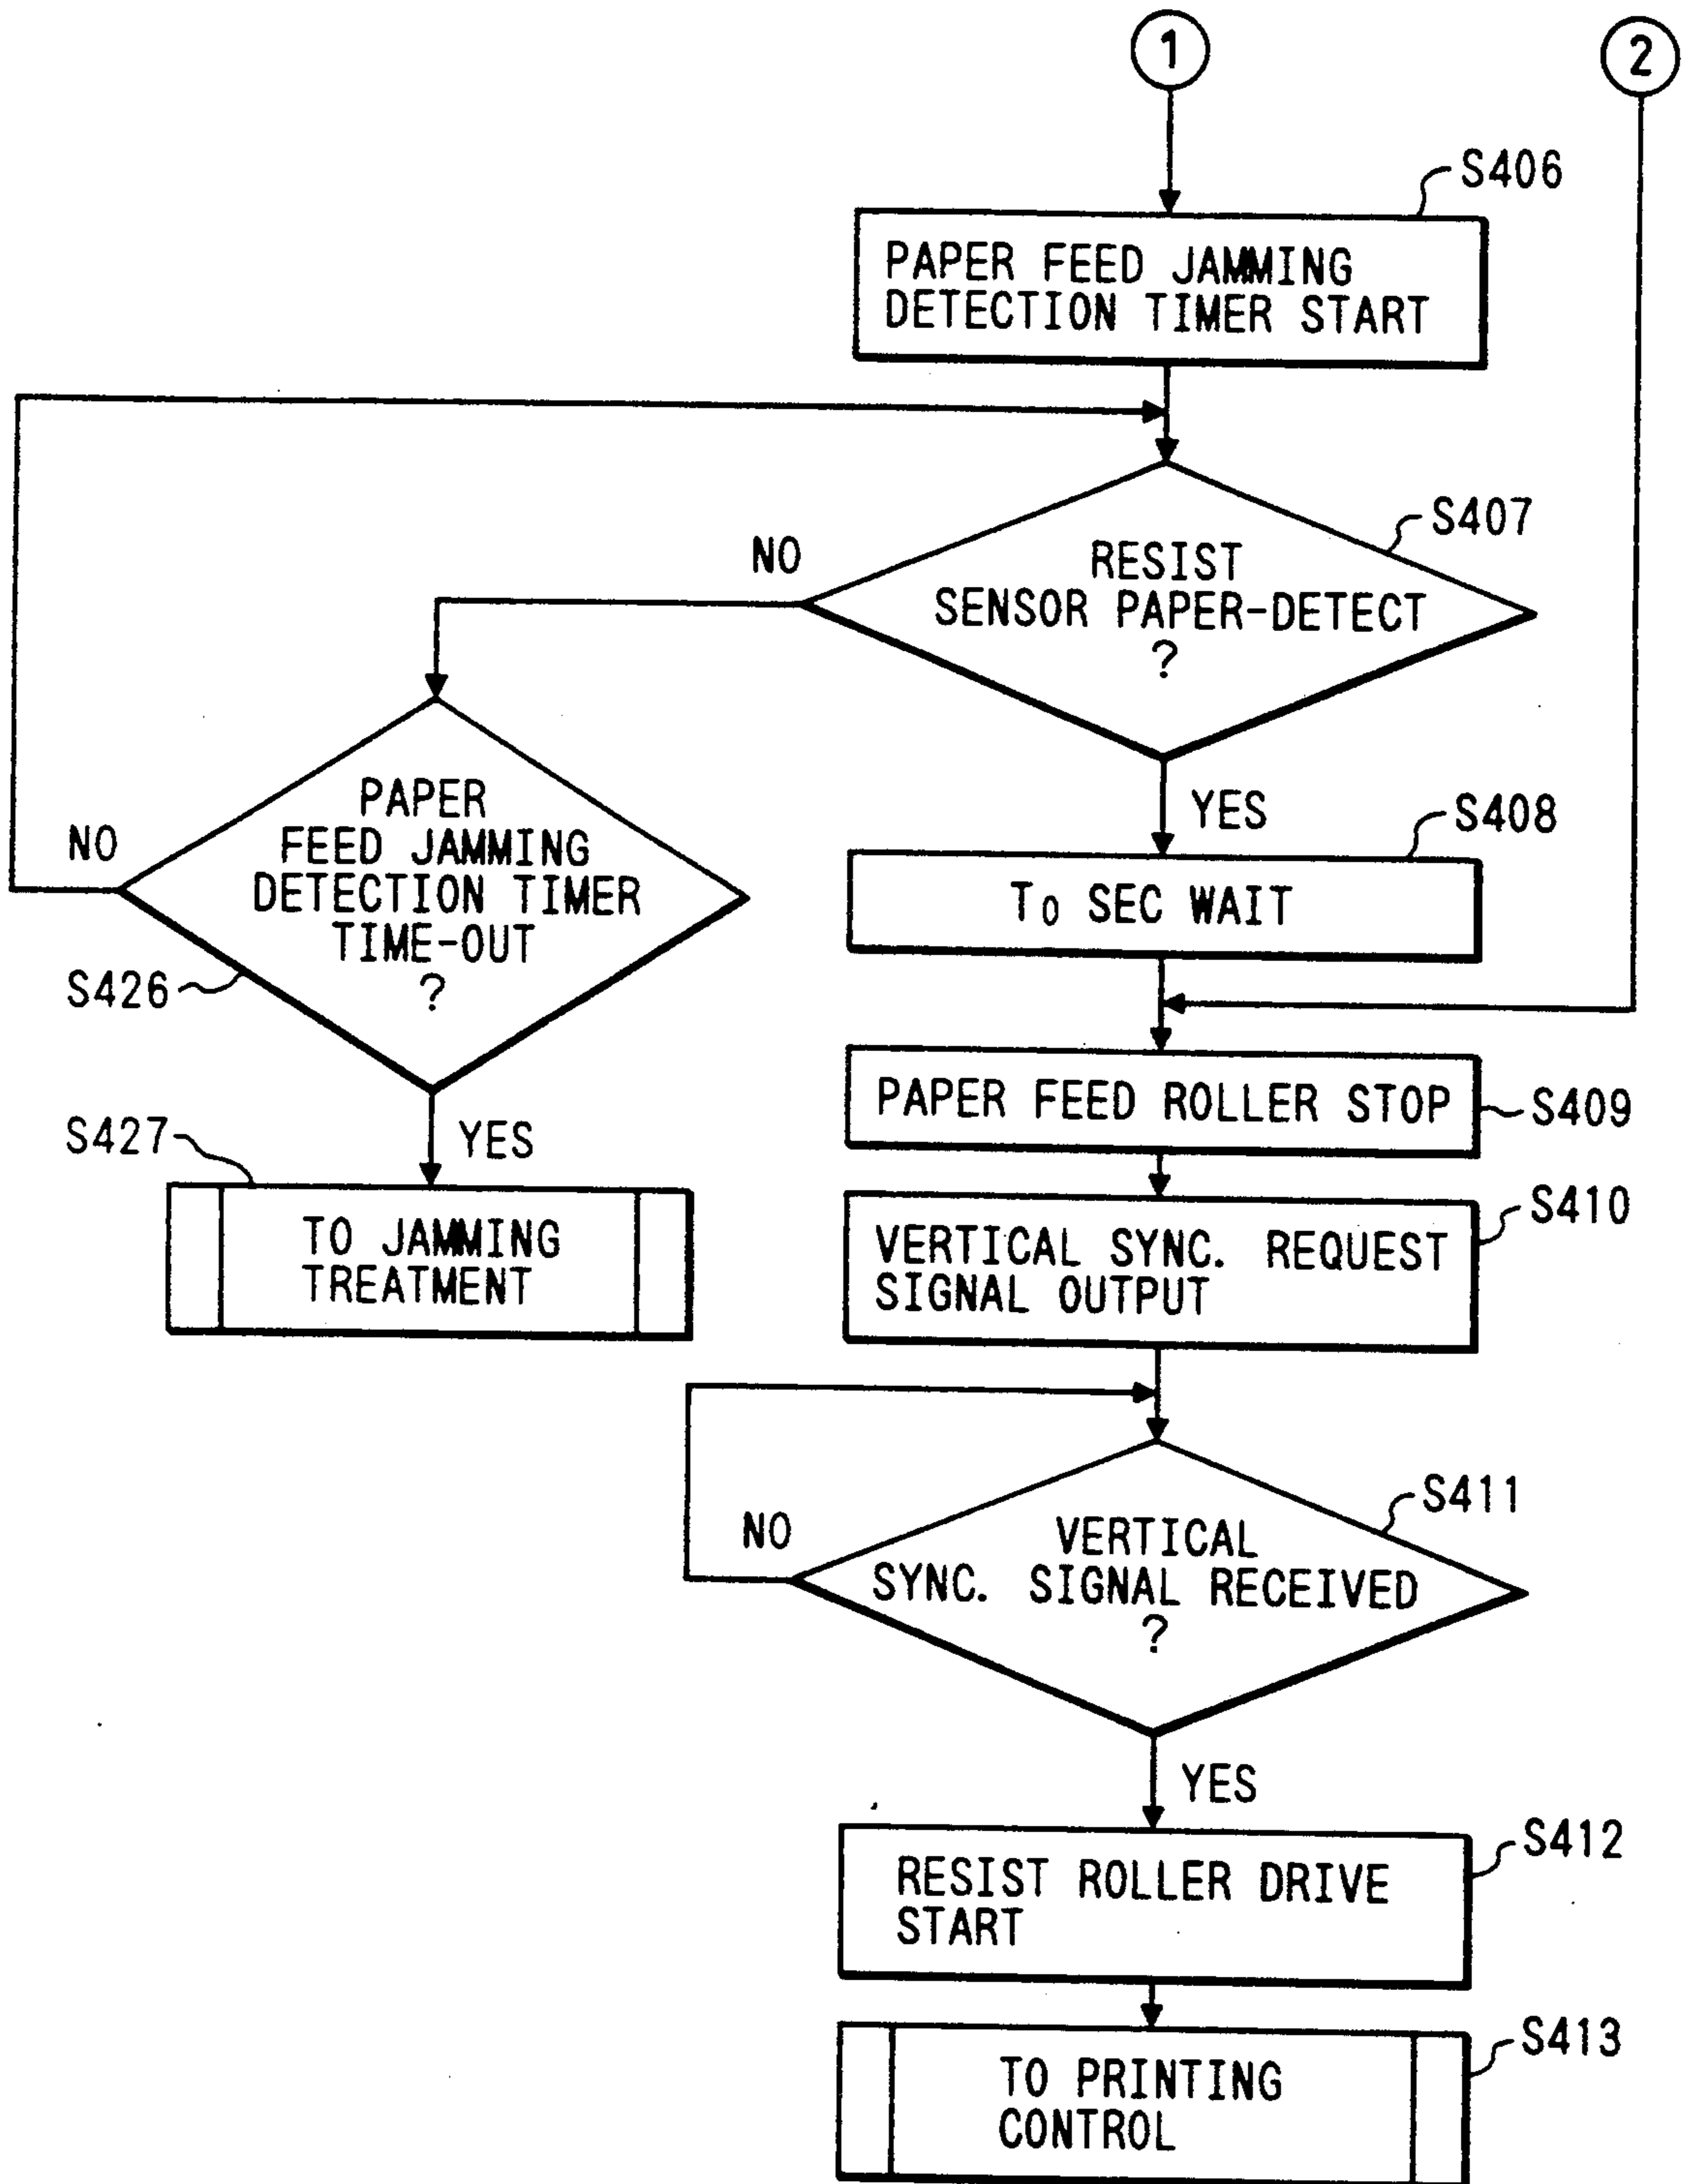 1
2
S406
PAPER FEED JAMMING
DETECTION TIMER START
S407
NO
RESIST
SENSOR PAPER-DETECT
?
YES
S408
T0 SEC WAIT
NO
PAPER
FEED JAMMING
DETECTION TIMER
TIME-OUT
?
S426
YES
S427
TO JAMMING
TREATMENT
PAPER FEED ROLLER STOP
S409
S410
VERTICAL SYNC. REQUEST
SIGNAL OUTPUT
S411
NO
VERTICAL
SYNC. SIGNAL RECEIVED
?
YES
S412
RESIST ROLLER DRIVE
START
S413
TO PRINTING
CONTROL